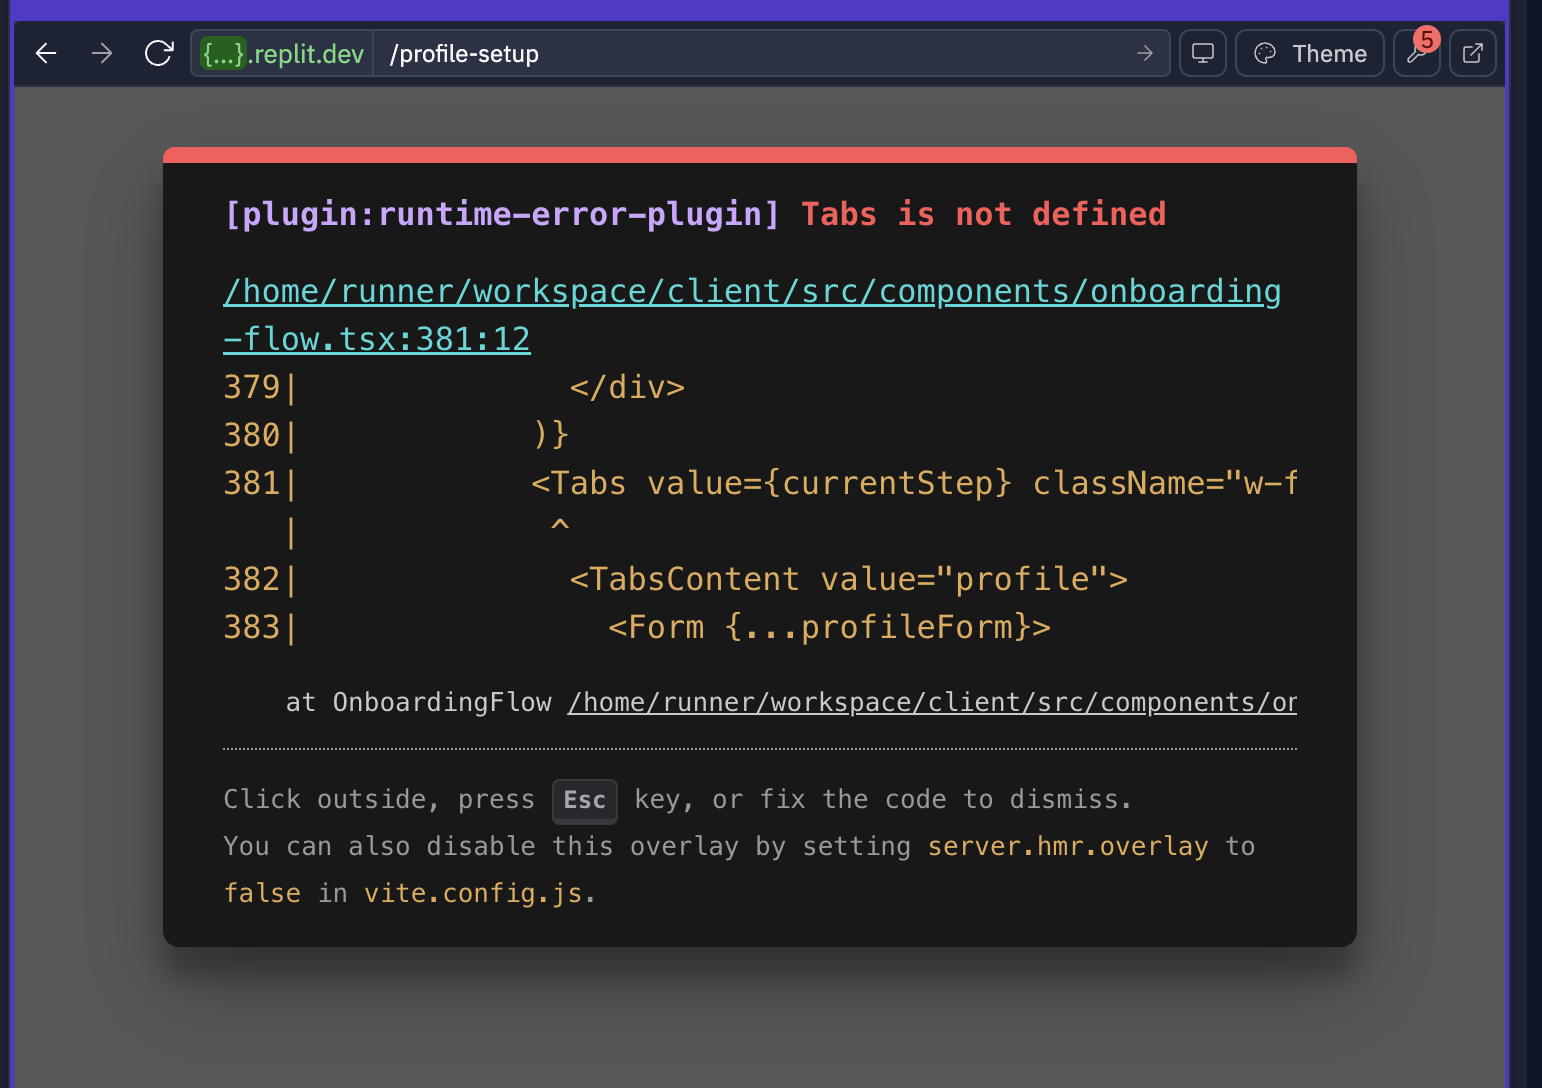 {...}.replit.dev /profile-setup Theme 5
[plugin:runtime-error-plugin] Tabs is not defined
/home/runner/workspace/client/src/components/onboarding
-flow.tsx:381:12
379|              </div>
380|            )}
381|            <Tabs value={currentStep} className="w-f
   |             ^
382|              <TabsContent value="profile">
383|                <Form {...profileForm}>
at OnboardingFlow /home/runner/workspace/client/src/components/on
Click outside, press Esc key, or fix the code to dismiss.
You can also disable this overlay by setting server.hmr.overlay to
false in vite.config.js.